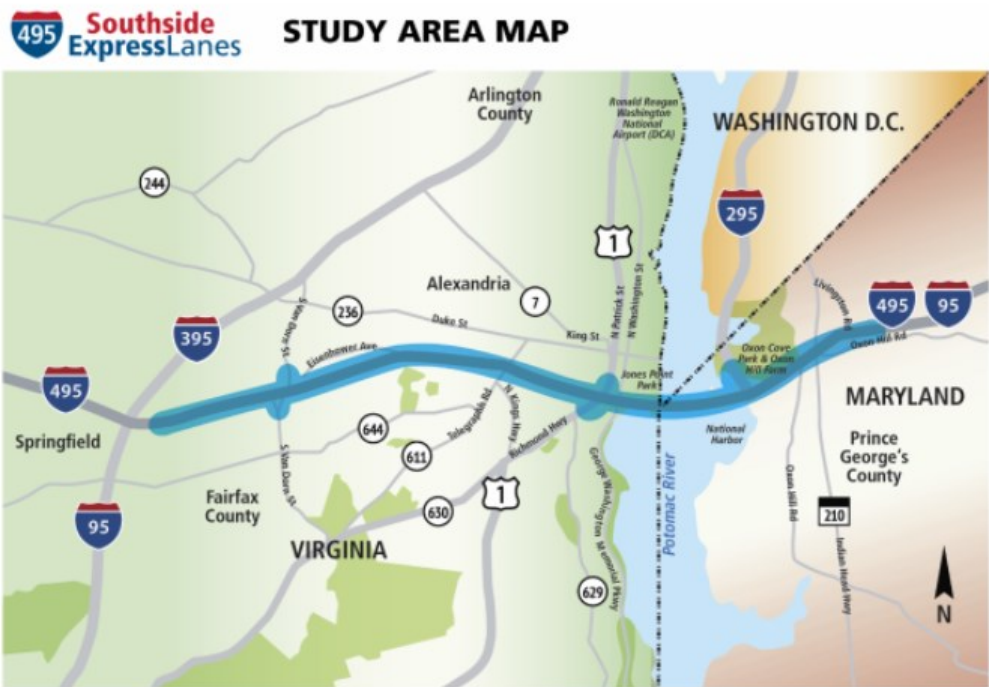 495
Southside
ExpressLanes
STUDY AREA MAP
Arlington
County
Ronald Reagan
Washington
National
Airport (DCA)
WASHINGTON D.C.
244
295
1
Alexandria
7
236
Duke St
King St
N Patrick St
N Washington St
Livingston Rd
495
95
395
S Van Dorn St
Eisenhower Ave
Oxon Hill Rd
Oxon Cove
Park & Oxon
Hill Farm
495
Jones Point
Park
MARYLAND
Springfield
644
Telegraph Rd
N Kings Hwy
Richmond Hwy
National
Harbor
Prince
George's
County
611
S Van Dorn St
George Washington Memorial Pkwy
Potomac River
Oxon Hill Rd
Fairfax
County
1
95
630
210
VIRGINIA
Indian Head Hwy
629
N